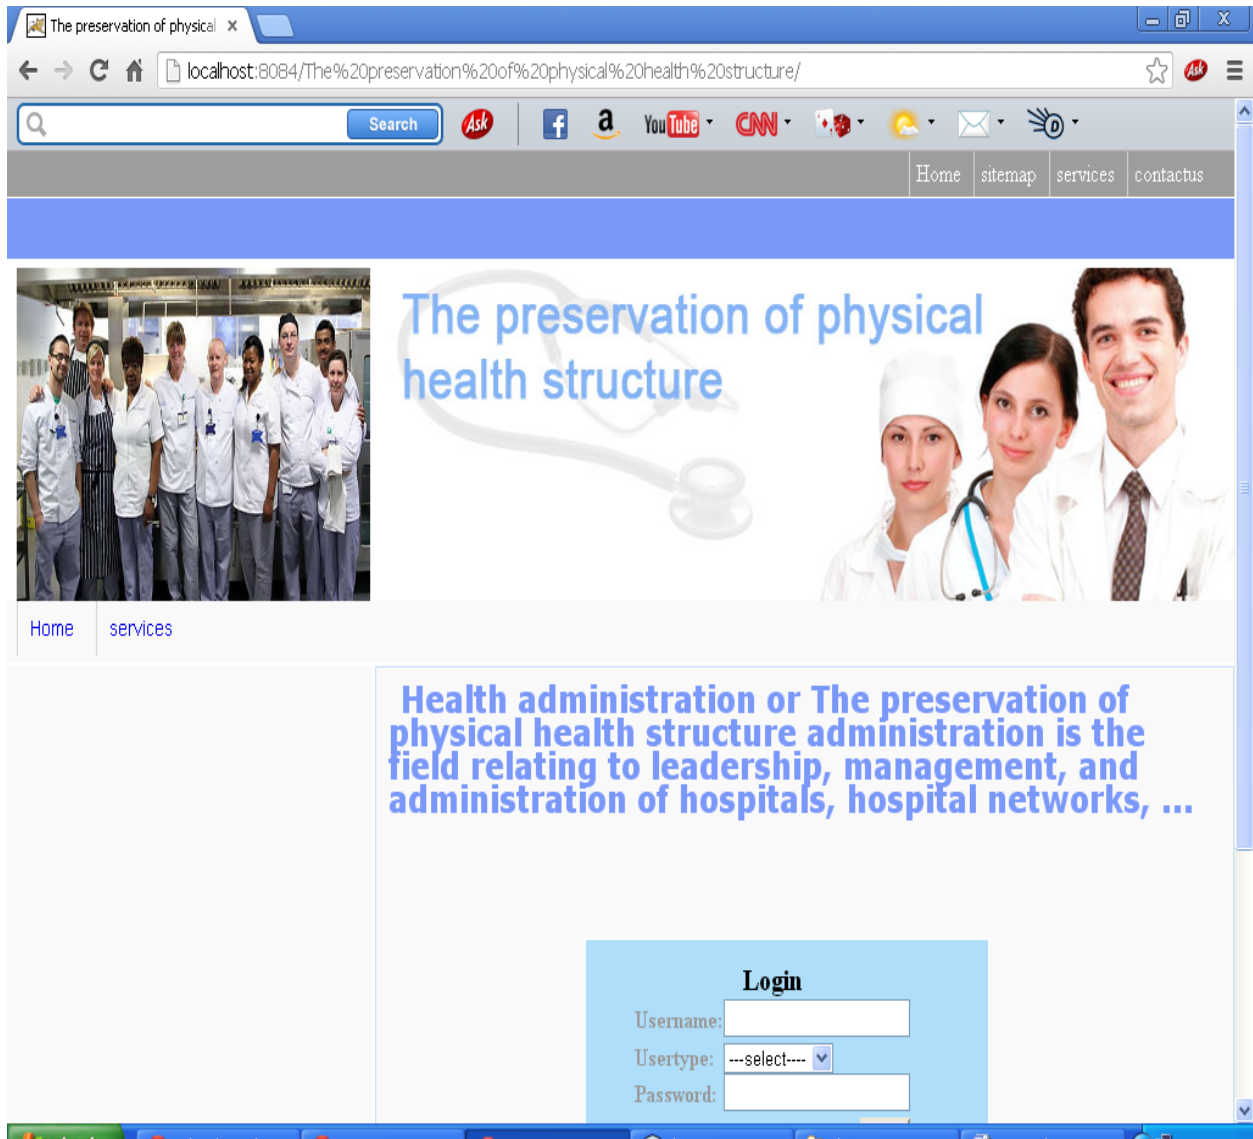 The preservation of physical
localhost:8084/The%20preservation%20of%20physical%20health%20structure/
Ask
Search
Ask
f
a
YouTube
CNN
D
Home
sitemap
services
contactus
The preservation of physical
health structure
Home
services
Health administration or The preservation of
physical health structure administration is the
field relating to leadership, management, and
administration of hospitals, hospital networks, ...
Login
Username:
Usertype:
---select----
Password: